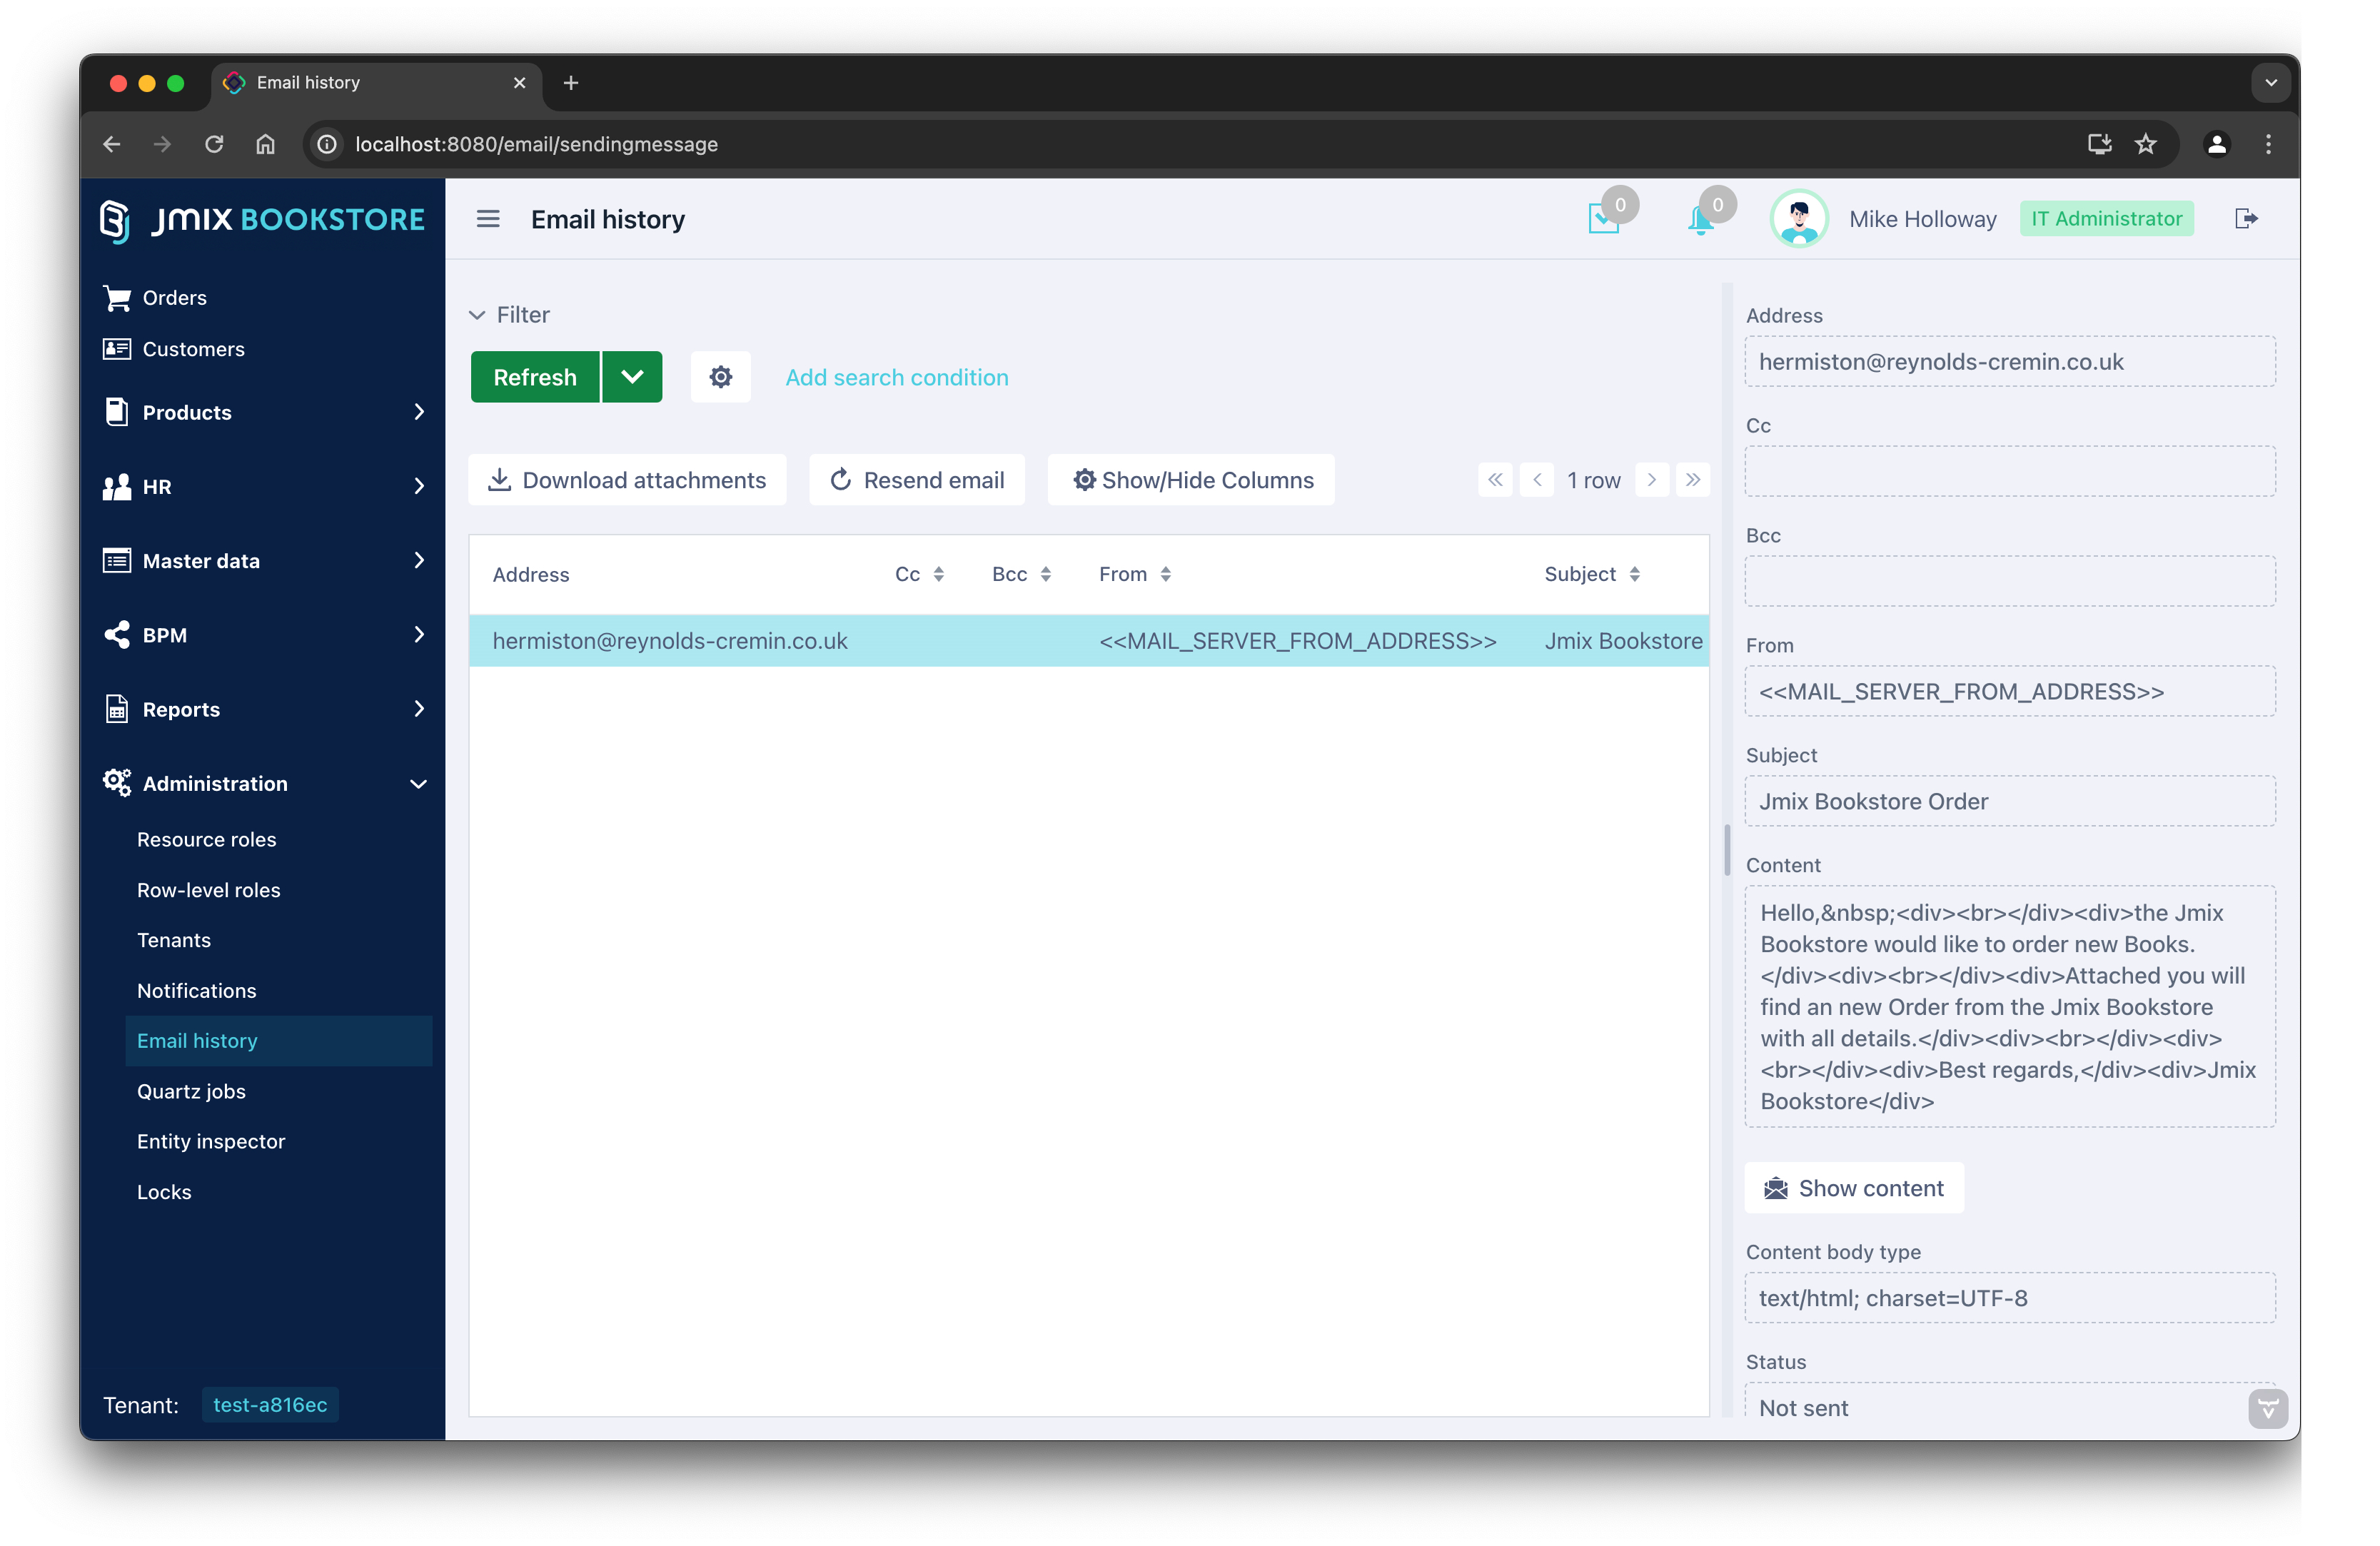 Email history
localhost:8080/email/sendingmessage
JMIX BOOKSTORE
Email history
0
0
Mike Holloway
IT Administrator
Orders
Customers
Products
HR
Master data
BPM
Reports
Administration
Resource roles
Row-level roles
Tenants
Notifications
Email history
Quartz jobs
Entity inspector
Locks
Tenant: test-a816ec
Filter
Refresh
Add search condition
Download attachments
Resend email
Show/Hide Columns
1 row
Address Cc Bcc From Subject
hermiston@reynolds-cremin.co.uk <<MAIL_SERVER_FROM_ADDRESS>> Jmix Bookstore
Address
hermiston@reynolds-cremin.co.uk
Cc
Bcc
From
<<MAIL_SERVER_FROM_ADDRESS>>
Subject
Jmix Bookstore Order
Content
Hello,&nbsp;<div><br></div><div>the Jmix
Bookstore would like to order new Books.
</div><div><br></div><div>Attached you will
find an new Order from the Jmix Bookstore
with all details.</div><div><br></div><div>
<br></div><div>Best regards,</div><div>Jmix
Bookstore</div>
Show content
Content body type
text/html; charset=UTF-8
Status
Not sent